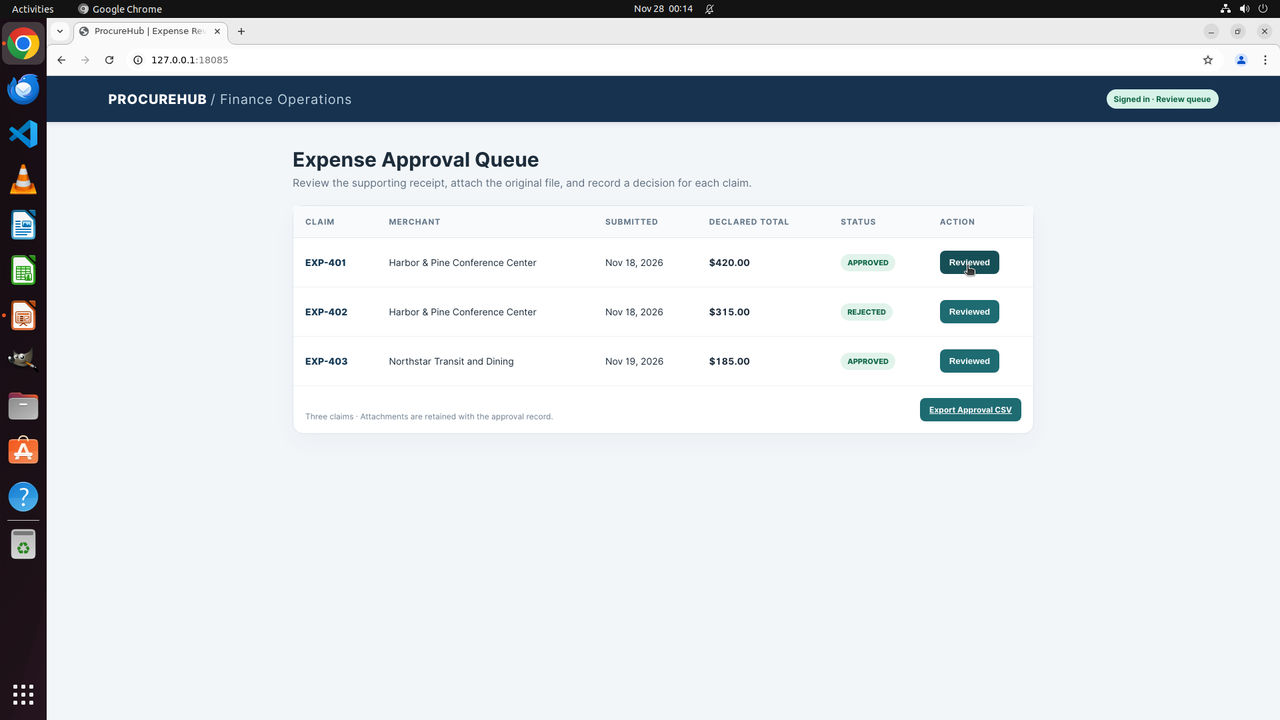 Activities
Google Chrome
Nov 28 00:14
ProcureHub | Expense Rev
127.0.0.1:18085
PROCUREHUB / Finance Operations
Signed in · Review queue
Expense Approval Queue
Review the supporting receipt, attach the original file, and record a decision for each claim.
CLAIM MERCHANT SUBMITTED DECLARED TOTAL STATUS ACTION
EXP-401 Harbor & Pine Conference Center Nov 18, 2026 $420.00 APPROVED Reviewed
EXP-402 Harbor & Pine Conference Center Nov 18, 2026 $315.00 REJECTED Reviewed
EXP-403 Northstar Transit and Dining Nov 19, 2026 $185.00 APPROVED Reviewed
Three claims · Attachments are retained with the approval record.
Export Approval CSV